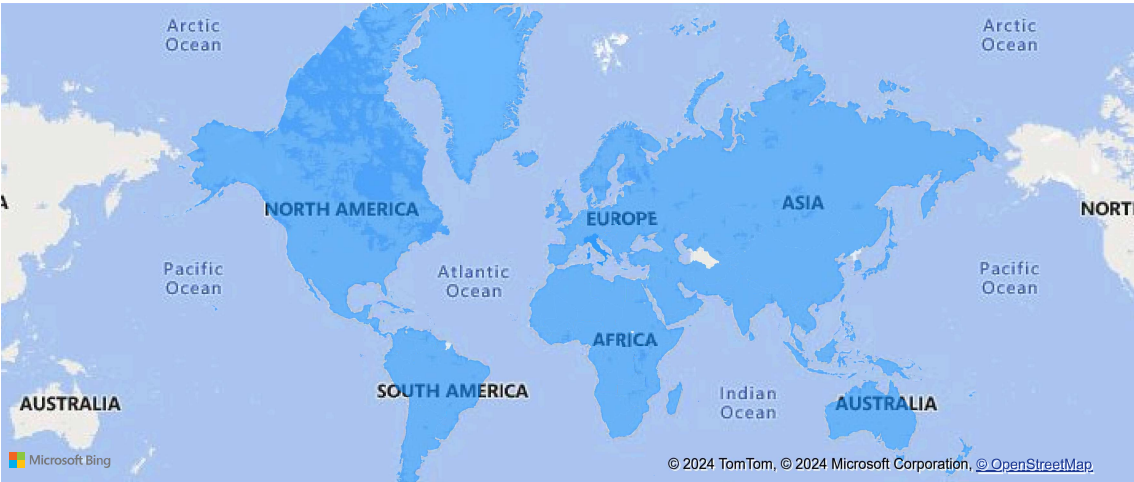 Arctic
Ocean
Arctic
Ocean
A
NORTH AMERICA
EUROPE
ASIA
NORT
Pacific
Ocean
Atlantic
Ocean
Pacific
Ocean
AFRICA
SOUTH AMERICA
Indian
Ocean
AUSTRALIA
AUSTRALIA
Microsoft Bing
© 2024 TomTom, © 2024 Microsoft Corporation, © OpenStreetMap